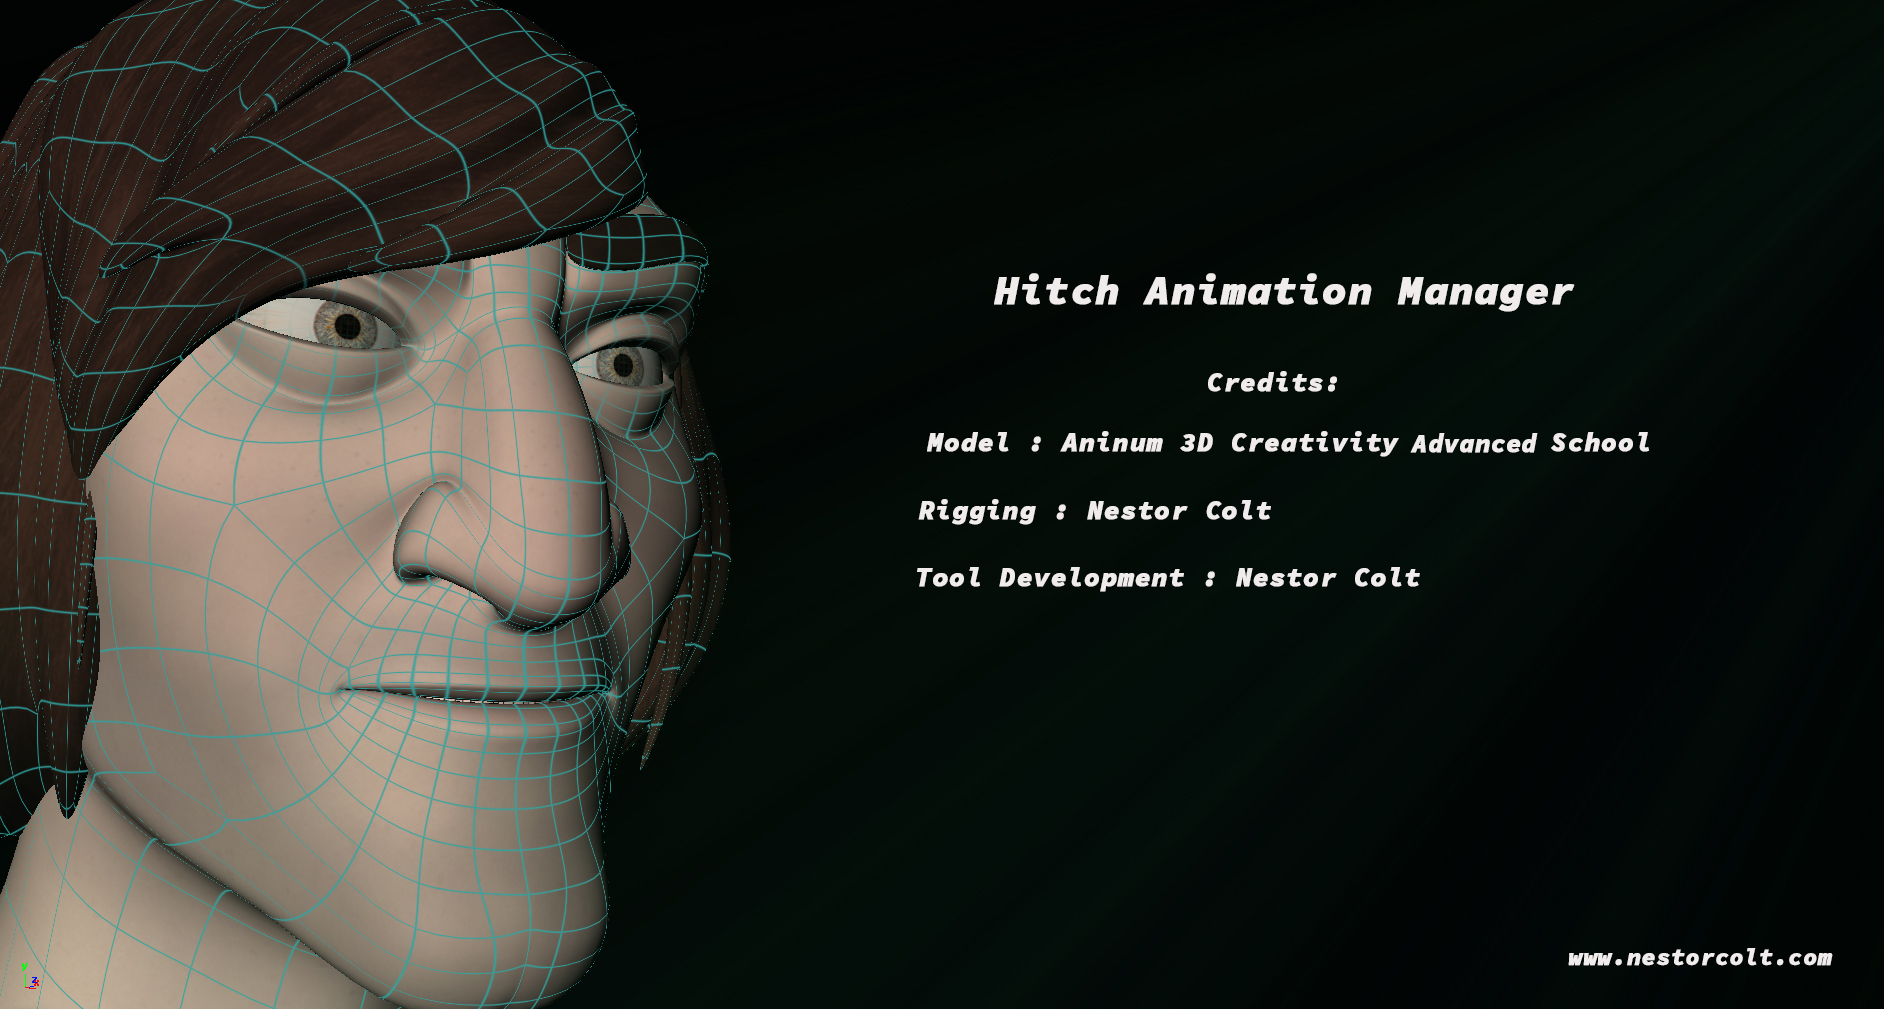 Hitch Animation Manager
Credits:
Model : Aninum 3D Creativity Advanced School
Rigging : Nestor Colt
Tool Development : Nestor Colt
www.nestorcolt.com
y
z